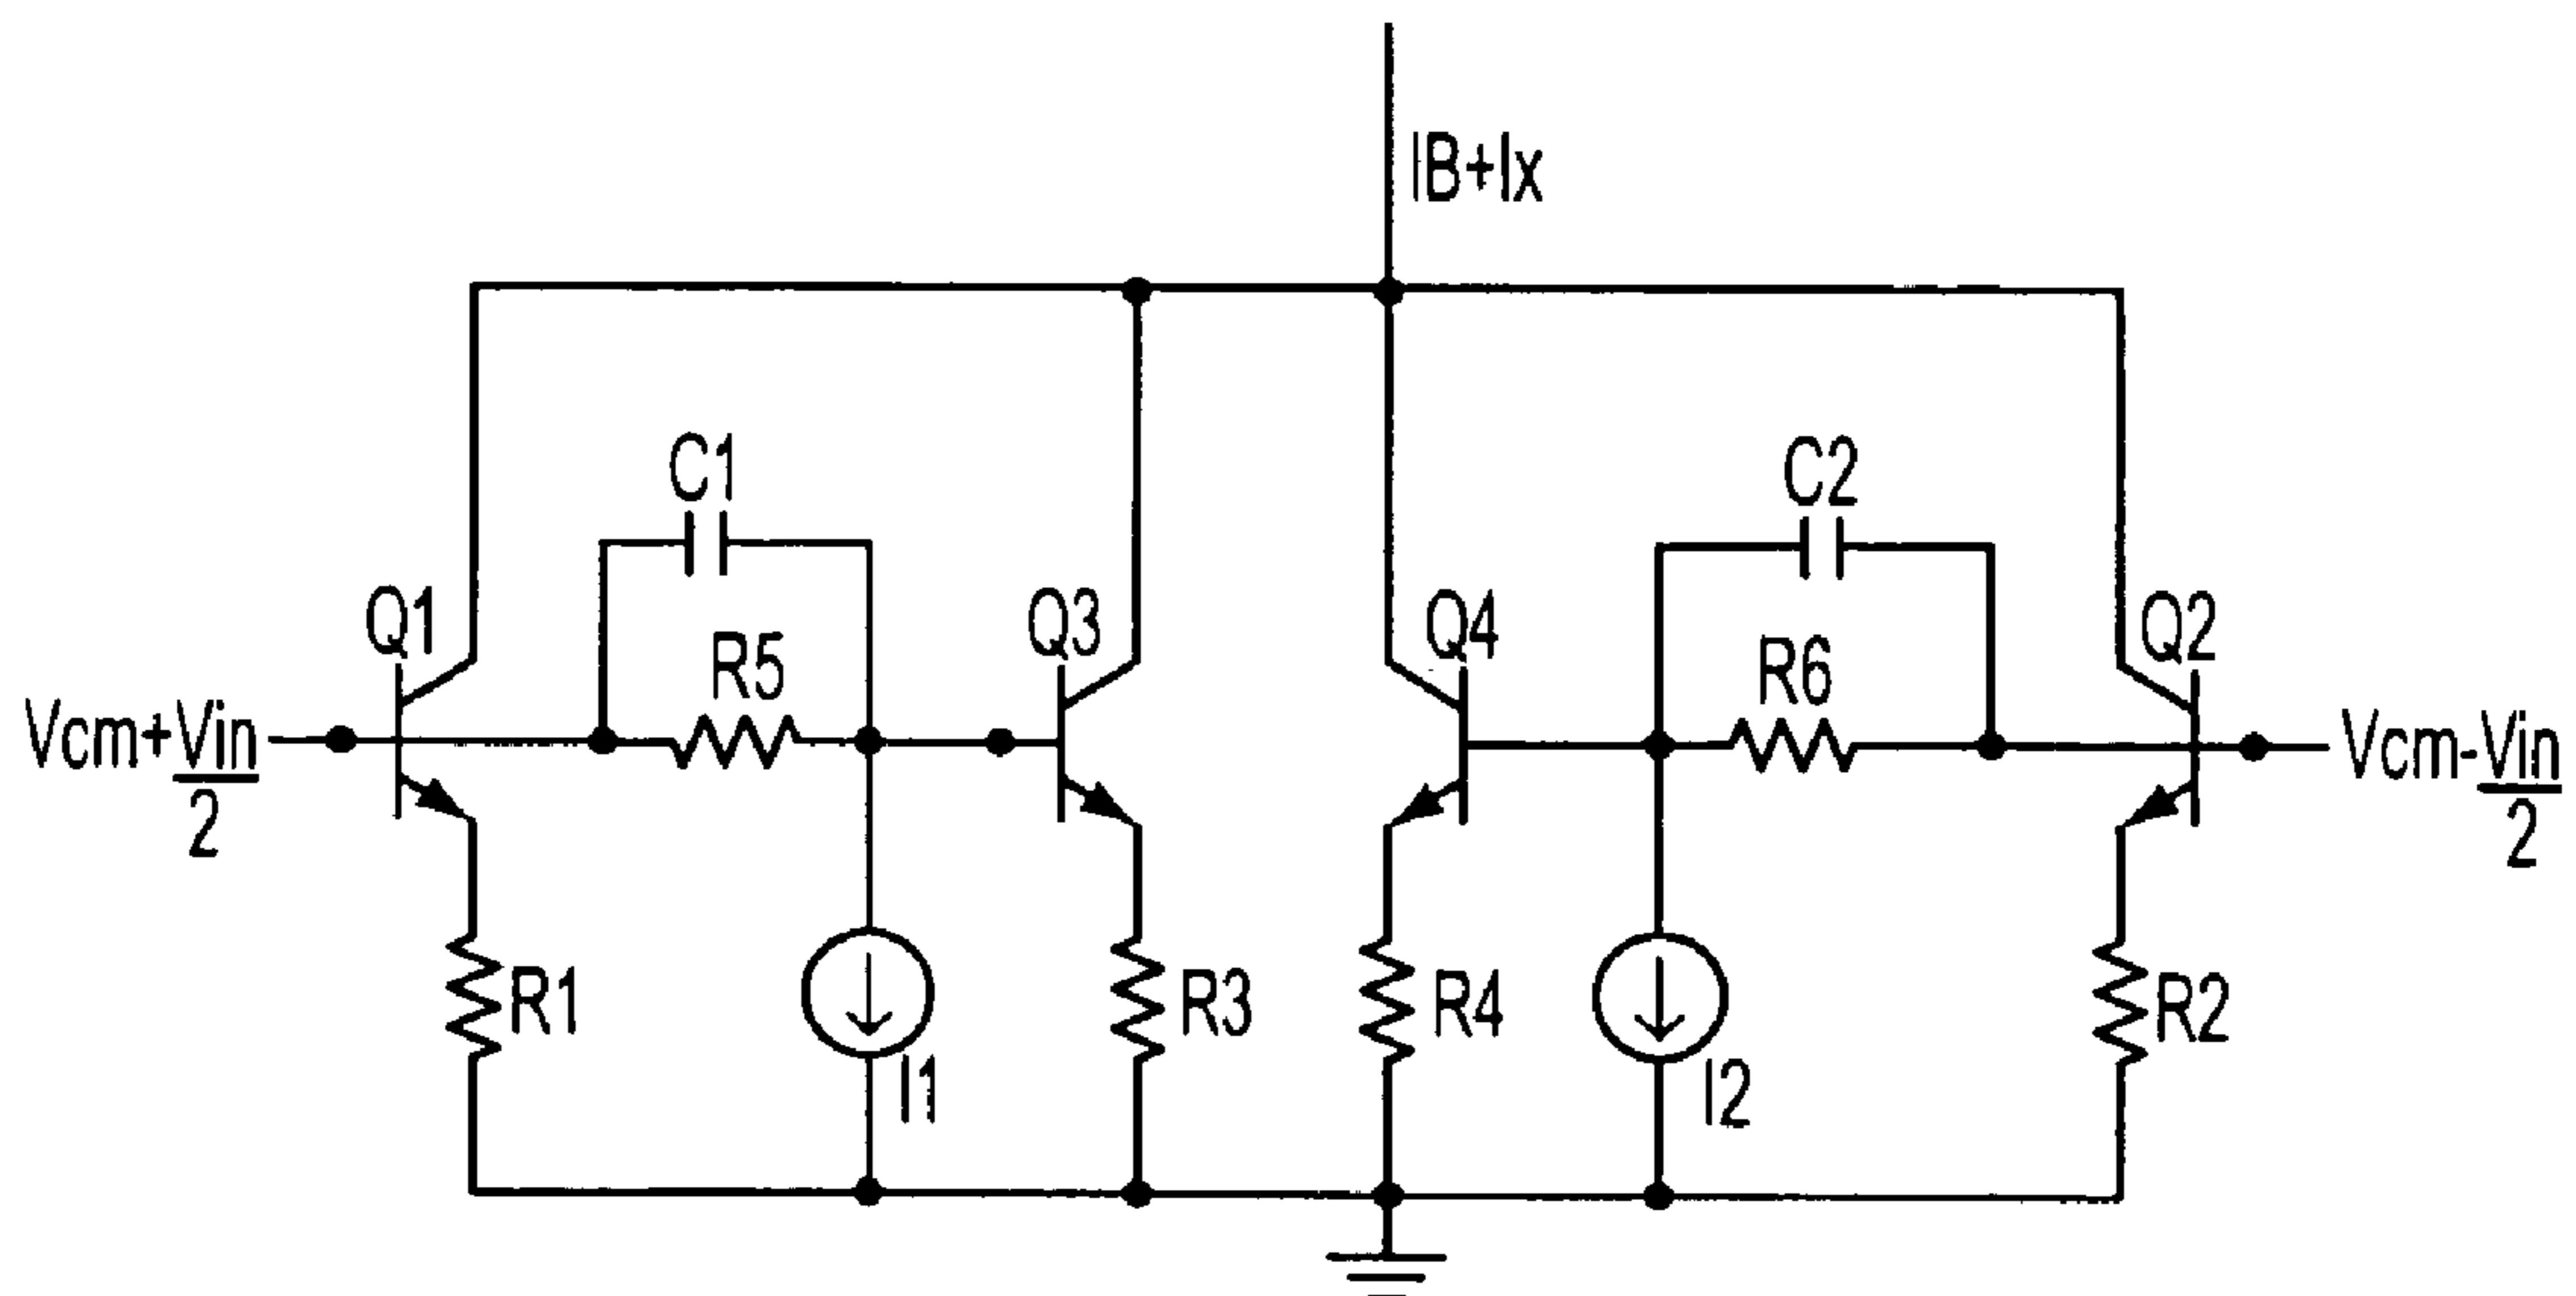 IB+Ix
C1
C2
Q1
R5
Q3
Q4
R6
Q2
Vcm+Vin
2
Vcm-Vin
2
R1
I1
R3
R4
I2
R2